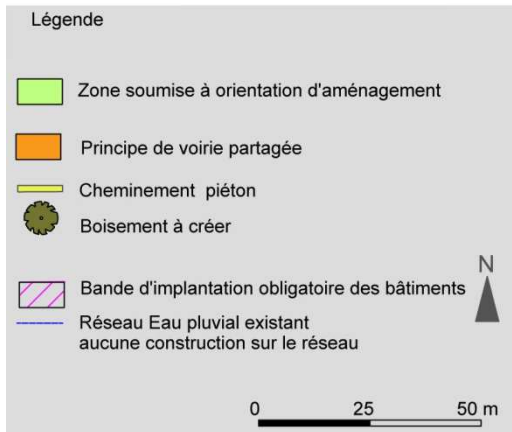 Légende
Zone soumise à orientation d'aménagement
Principe de voirie partagée
Cheminement piéton
Boisement à créer
Bande d'implantation obligatoire des bâtiments
N
Réseau Eau pluvial existant
aucune construction sur le réseau
0 25 50 m